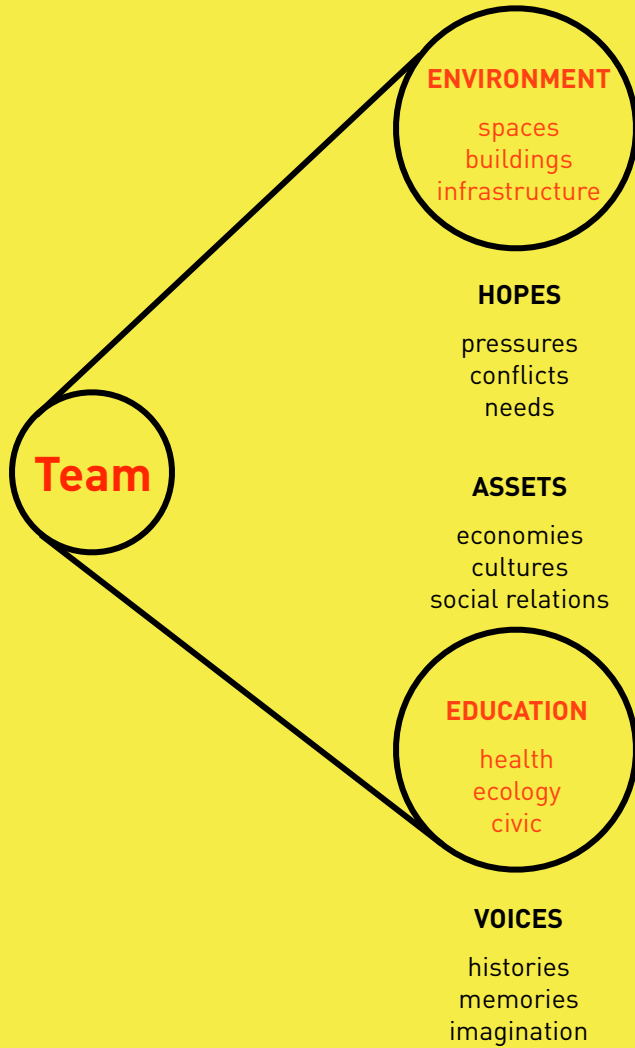 ENVIRONMENT
spaces
buildings
infrastructure
HOPES
pressures
conflicts
needs
Team
ASSETS
economies
cultures
social relations
EDUCATION
health
ecology
civic
VOICES
histories
memories
imagination